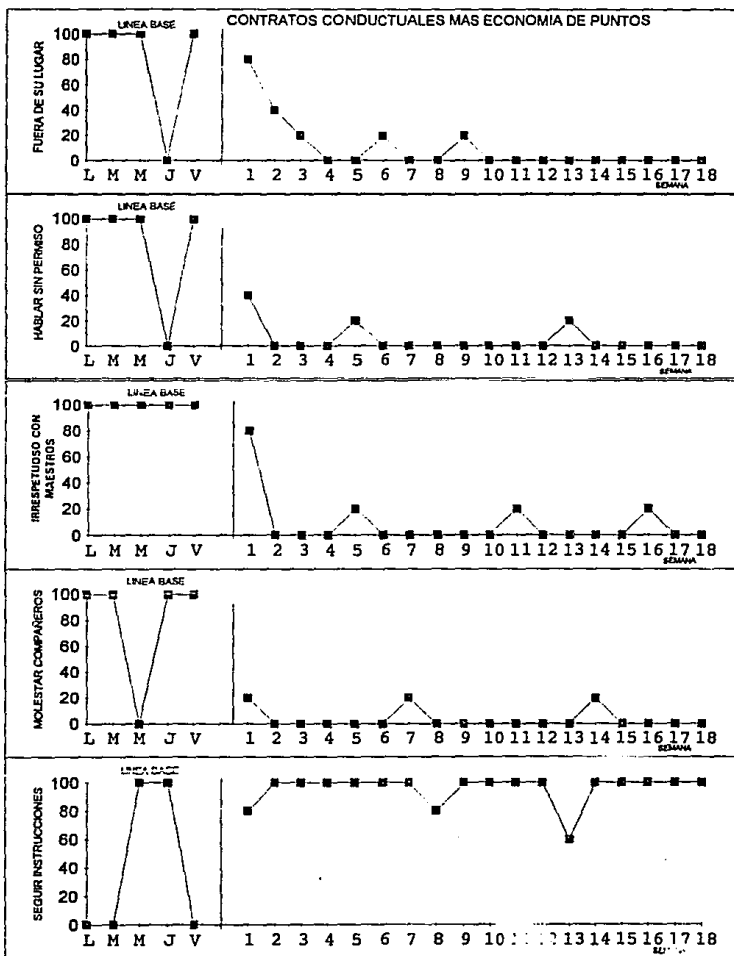 LINEA BASE CONTRATOS CONDUCTUALES MAS ECONOMIA DE PUNTOS
FUERA DE SU LUGAR
100
80
60
40
20
0
L M M J V 1 2 3 4 5 6 7 8 9 10 11 12 13 14 15 16 17 18
SEMANA
LINEA BASE
HABLAR SIN PERMISO
100
80
60
40
20
0
L M M J V 1 2 3 4 5 6 7 8 9 10 11 12 13 14 15 16 17 18
SEMANA
LINEA BASE
IRRESPETUOSO CON
MAESTROS
100
80
60
40
20
0
L M M J V 1 2 3 4 5 6 7 8 9 10 11 12 13 14 15 16 17 18
SEMANA
LINEA BASE
MOLESTAR COMPAÑEROS
100
80
60
40
20
0
L M M J V 1 2 3 4 5 6 7 8 9 10 11 12 13 14 15 16 17 18
SEMANA
LINEA BASE
SEGUIR INSTRUCCIONES
100
80
60
40
20
0
L M M J V 1 2 3 4 5 6 7 8 9 10 13 14 15 16 17 18